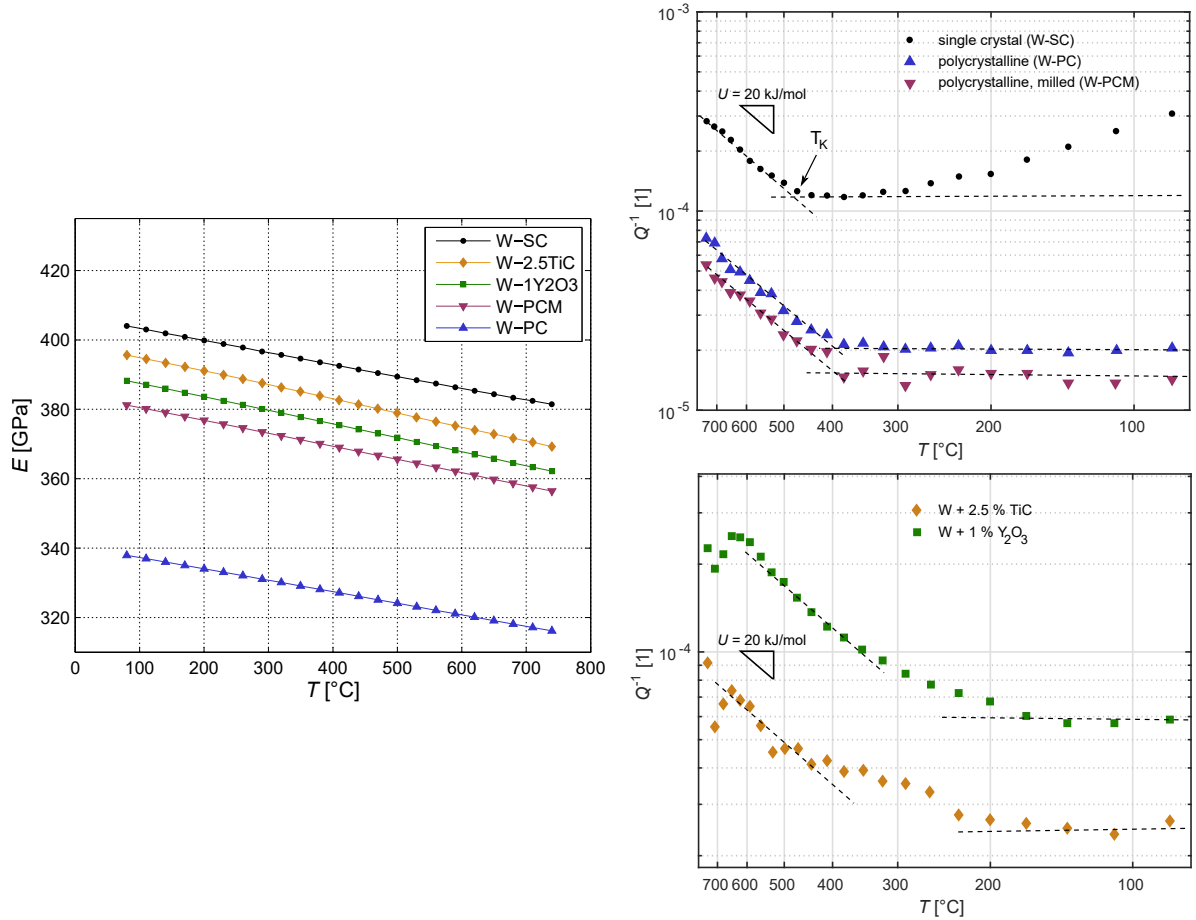 420
400
380
360
340
320
E [GPa]
0
100
200
300
400
500
600
700
800
T [°C]
W−SC
W−2.5TiC
W−1Y2O3
W−PCM
W−PC
10-3
10-4
10-5
Q-1 [1]
single crystal (W-SC)
polycrystalline (W-PC)
polycrystalline, milled (W-PCM)
U = 20 kJ/mol
TK
700
600
500
400
300
200
100
T [°C]
10-4
Q-1 [1]
W + 2.5 % TiC
W + 1 % Y2O3
U = 20 kJ/mol
700
600
500
400
300
200
100
T [°C]